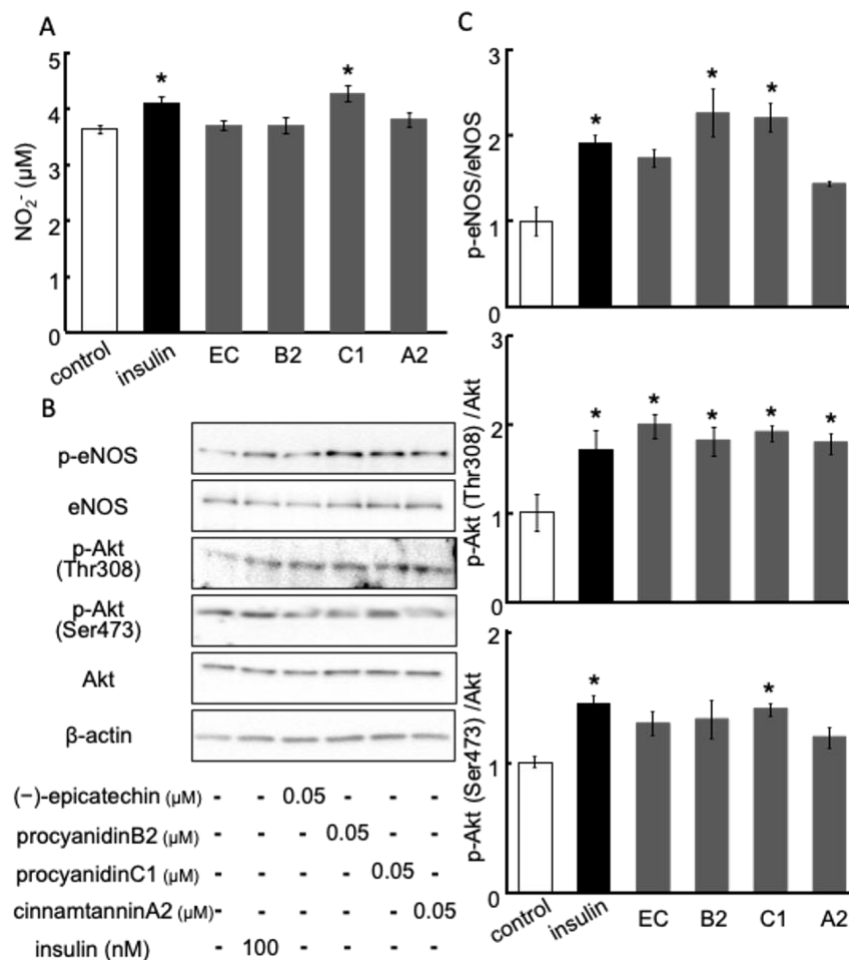 A
5
4
3
2
1
0
NO₂⁻ (μM)
*
*
control
insulin
EC
B2
C1
A2
B
p-eNOS
eNOS
p-Akt
(Thr308)
p-Akt
(Ser473)
Akt
β-actin
(−)-epicatechin (μM) - - 0.05 - - -
procyanidinB2 (μM) - - - 0.05 - -
procyanidinC1 (μM) - - - - 0.05 -
cinnamtanninA2 (μM) - - - - - 0.05
insulin (nM) - 100 - - - -
C
3
2
1
0
p-eNOS/eNOS
*
*
*
3
2
1
0
p-Akt (Thr308) /Akt
*
*
*
*
*
2
1
0
p-Akt (Ser473) /Akt
*
*
control
insulin
EC
B2
C1
A2